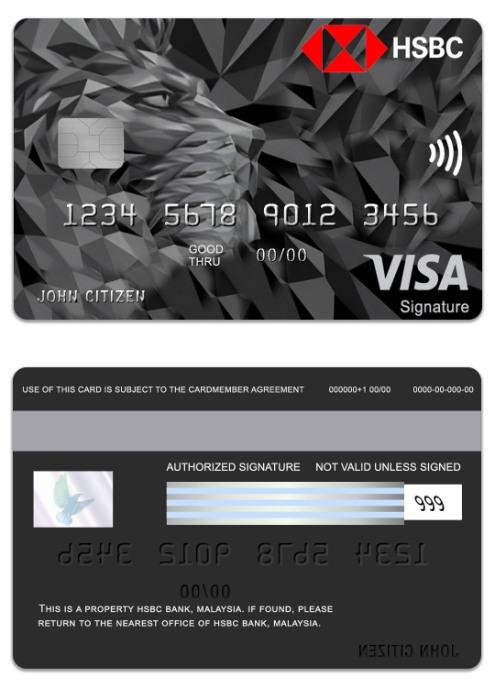 HSBC
1234 5678 9012 3456
GOOD
THRU 00/00
VISA
JOHN CITIZEN
Signature
USE OF THIS CARD IS SUBJECT TO THE CARDMEMBER AGREEMENT 000000+1 00/00 0000-00-000-00
AUTHORIZED SIGNATURE NOT VALID UNLESS SIGNED
999
1234 5678 9012 3456
00/00
THIS IS A PROPERTY HSBC BANK, MALAYSIA. IF FOUND, PLEASE
RETURN TO THE NEAREST OFFICE OF HSBC BANK, MALAYSIA.
JOHN CITIZEN